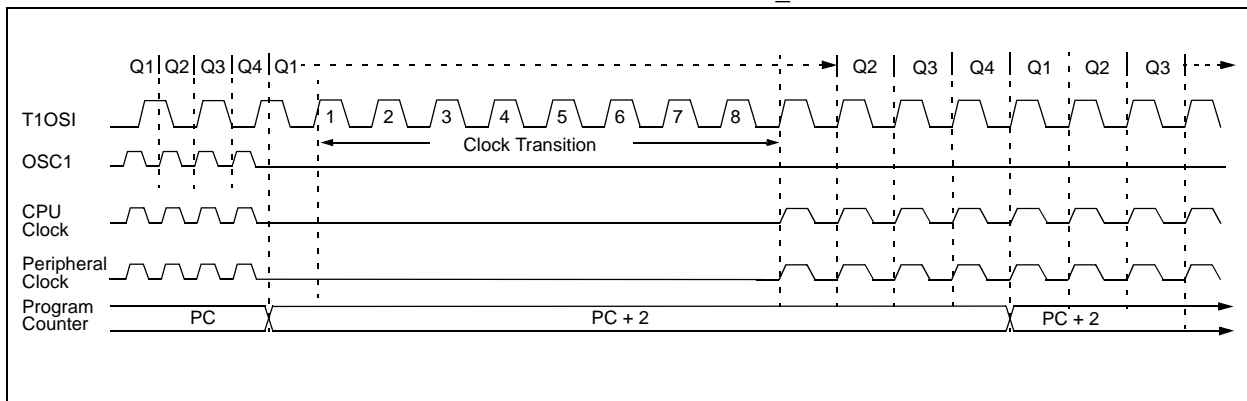 Q1 Q2 Q3 Q4 Q1 Q2 Q3 Q4 Q1 Q2 Q3
T1OSI 1 2 3 4 5 6 7 8
Clock Transition
OSC1
CPU
Clock
Peripheral
Clock
Program
Counter
PC PC + 2 PC + 2